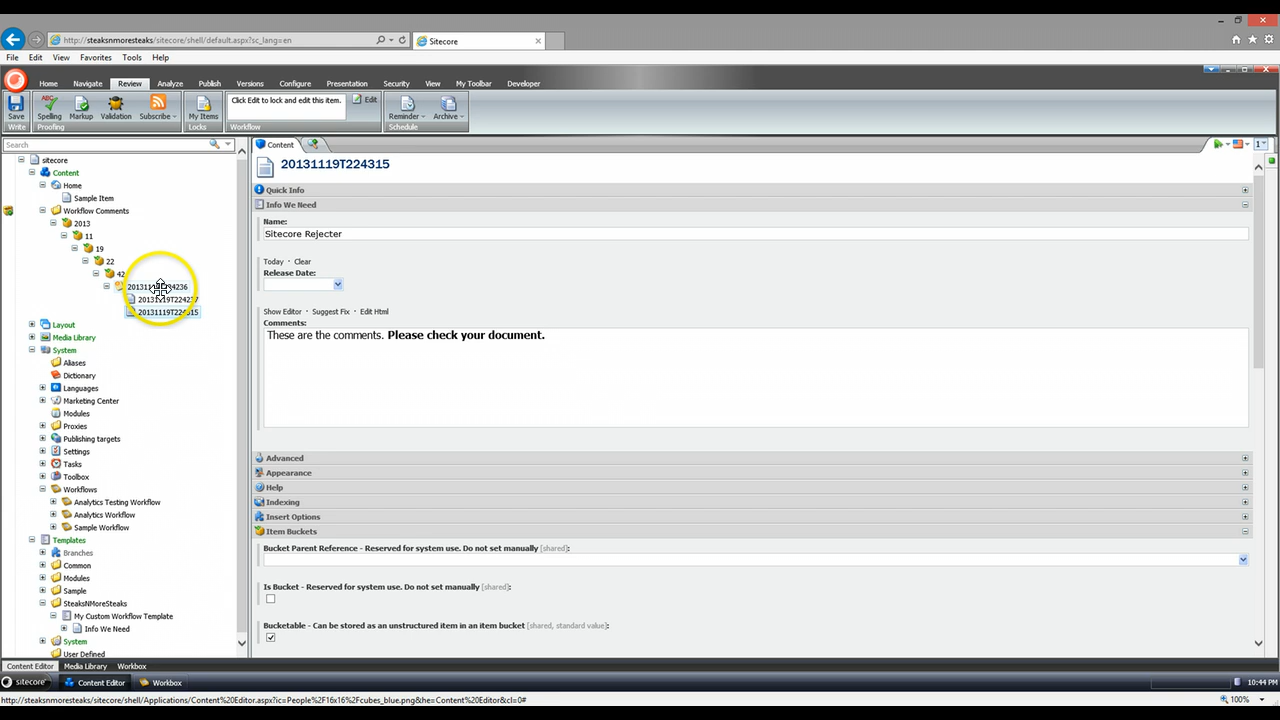 http://steaksnmoresteaks/sitecore/shell/default.aspx?sc_lang=en
Sitecore
File Edit View Favorites Tools Help
Home Navigate Review Analyze Publish Versions Configure Presentation Security View My Toolbar Developer
Click Edit to lock and edit this item.
Edit
Save Spelling Markup Validation Subscribe My Items Reminder Archive
Write Proofing Locks Workflow Schedule
Search
Content
1
sitecore
Content
Home
Sample Item
Workflow Comments
2013
11
19
22
42
20131119T224237
20131119T224315
Layout
Media Library
System
Aliases
Dictionary
Languages
Marketing Center
Modules
Proxies
Publishing targets
Settings
Tasks
Toolbox
Workflows
Analytics Testing Workflow
Analytics Workflow
Sample Workflow
Templates
Branches
Common
Modules
Sample
SteaksNMoreSteaks
My Custom Workflow Template
Info We Need
System
User Defined
20131119T224315
Quick Info
Info We Need
Name:
Sitecore Rejecter
Today · Clear
Release Date:
Show Editor · Suggest Fix · Edit Html
Comments:
These are the comments. Please check your document.
Advanced
Appearance
Help
Indexing
Insert Options
Item Buckets
Bucket Parent Reference - Reserved for system use. Do not set manually [shared]:
Is Bucket - Reserved for system use. Do not set manually [shared]:
Bucketable - Can be stored as an unstructured item in an item bucket [shared, standard value]:
Content Editor Media Library Workbox
sitecore Content Editor Workbox 10:44 PM
http://steaksnmoresteaks/sitecore/shell/Applications/Content%20Editor.aspx?ic=People%2F16x16%2Fcubes_blue.png&he=Content%20Editor&cl=0#
100%